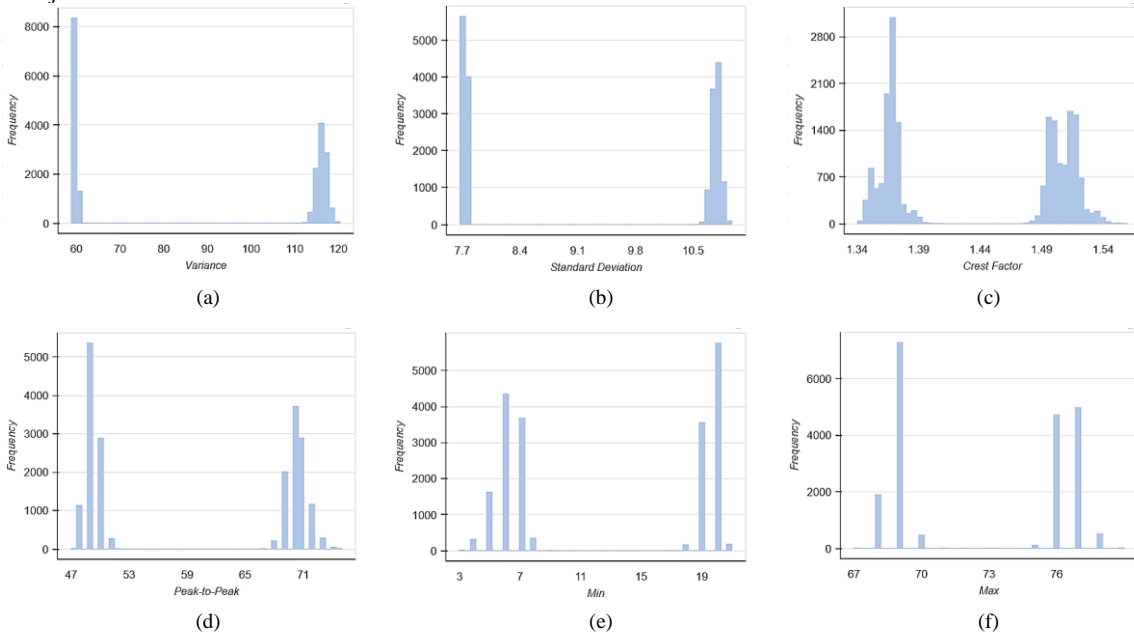 8000
6000
4000
2000
0
Frequency
60 70 80 90 100 110 120
Variance
(a)
5000
4000
3000
2000
1000
0
Frequency
7.7 8.4 9.1 9.8 10.5
Standard Deviation
(b)
2800
2100
1400
700
0
Frequency
1.34 1.39 1.44 1.49 1.54
Crest Factor
(c)
5000
4000
3000
2000
1000
0
Frequency
47 53 59 65 71
Peak-to-Peak
(d)
5000
4000
3000
2000
1000
0
Frequency
3 7 11 15 19
Min
(e)
6000
4000
2000
0
Frequency
67 70 73 76
Max
(f)